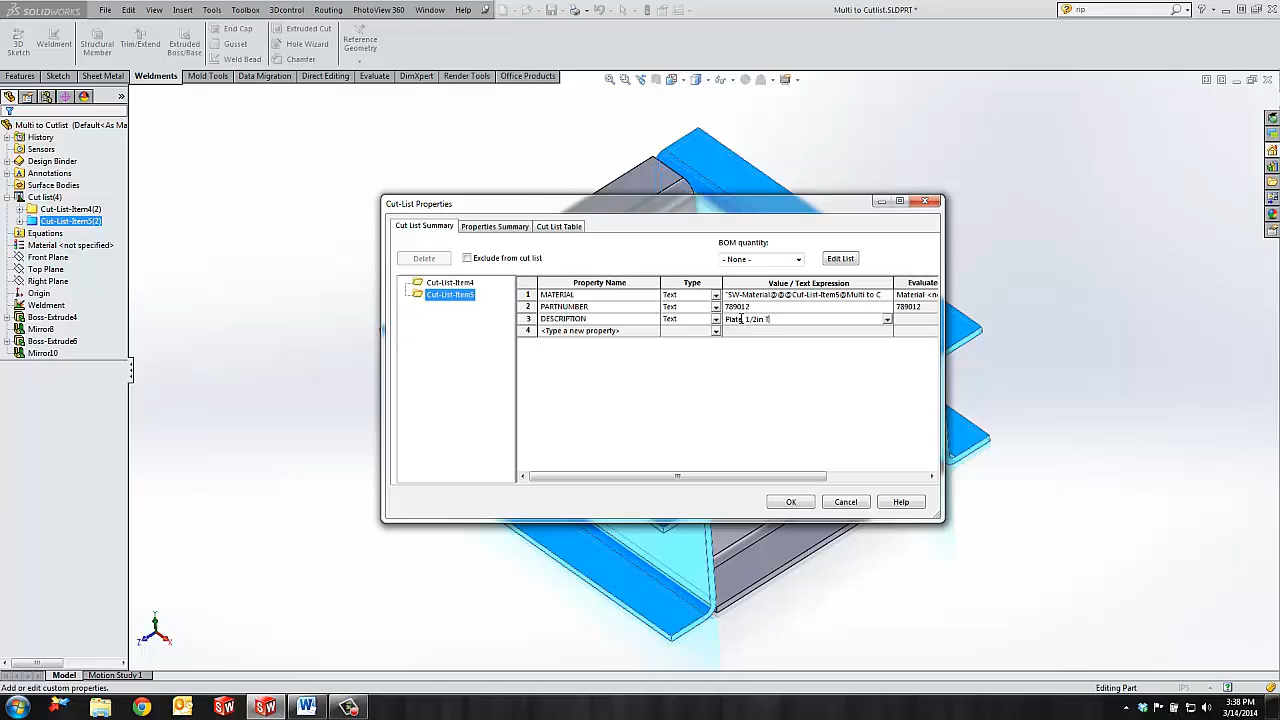 SOLIDWORKS File Edit View Insert Tools Toolbox 3Dcontrol Routing PhotoView 360 Window Help Multi to Cutlist.SLDPRT * rip
3D Sketch Weldment Structural Member Trim/Extend Extruded Boss/Base End Cap Gusset Weld Bead Extruded Cut Hole Wizard Chamfer Reference Geometry
Features Sketch Sheet Metal Weldments Mold Tools Data Migration Direct Editing Evaluate DimXpert Render Tools Office Products
Multi to Cutlist (Default<As Ma
History
Sensors
Design Binder
Annotations
Surface Bodies
Cut list(4)
Cut-List-Item4(2)
Cut-List-Item5(2)
Equations
Material <not specified>
Front Plane
Top Plane
Right Plane
Origin
Weldment
Boss-Extrude4
Mirror8
Boss-Extrude6
Mirror10
Cut-List Properties
Cut List Summary Properties Summary Cut List Table
BOM quantity:
Delete Exclude from cut list - None - Edit List
Cut-List-Item4
Cut-List-Item5
Property Name Type Value / Text Expression Evaluate
1 MATERIAL Text "SW-Material@@@Cut-List-Item5@Multi to C Material <n
2 PARTNUMBER Text 789012 789012
3 DESCRIPTION Text Plate 1/2in T
4 <Type a new property>
OK Cancel Help
Y
Z X
Model Motion Study 1
Add or edit custom properties. Editing Part IPS
3:38 PM
3/14/2014